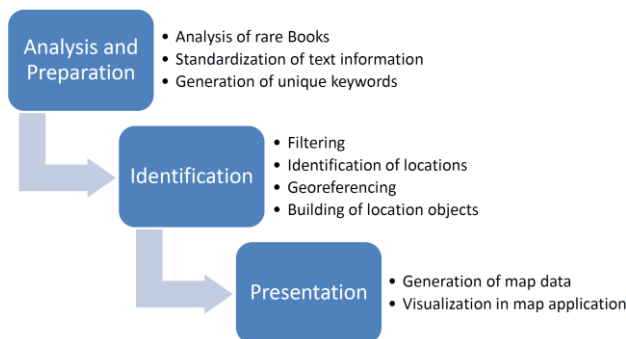 Analysis and
Preparation
• Analysis of rare Books
• Standardization of text information
• Generation of unique keywords
Identification
• Filtering
• Identification of locations
• Georeferencing
• Building of location objects
Presentation
• Generation of map data
• Visualization in map application